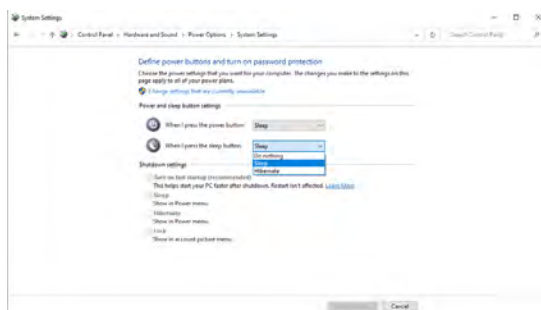 System Settings
Control Panel > Hardware and Sound > Power Options > System Settings
Search Control Panel
Define power buttons and turn on password protection
Choose the power settings that you want for your computer. The changes you make to the settings on this
page apply to all of your power plans.
Change settings that are currently unavailable
Power and sleep button settings
When I press the power button: Sleep
When I press the sleep button: Sleep
Do nothing
Sleep
Hibernate
Shutdown settings
Turn on fast startup (recommended)
This helps start your PC faster after shutdown. Restart isn't affected. Learn More
Sleep
Show in Power menu.
Hibernate
Show in Power menu.
Lock
Show in account picture menu.
Cancel